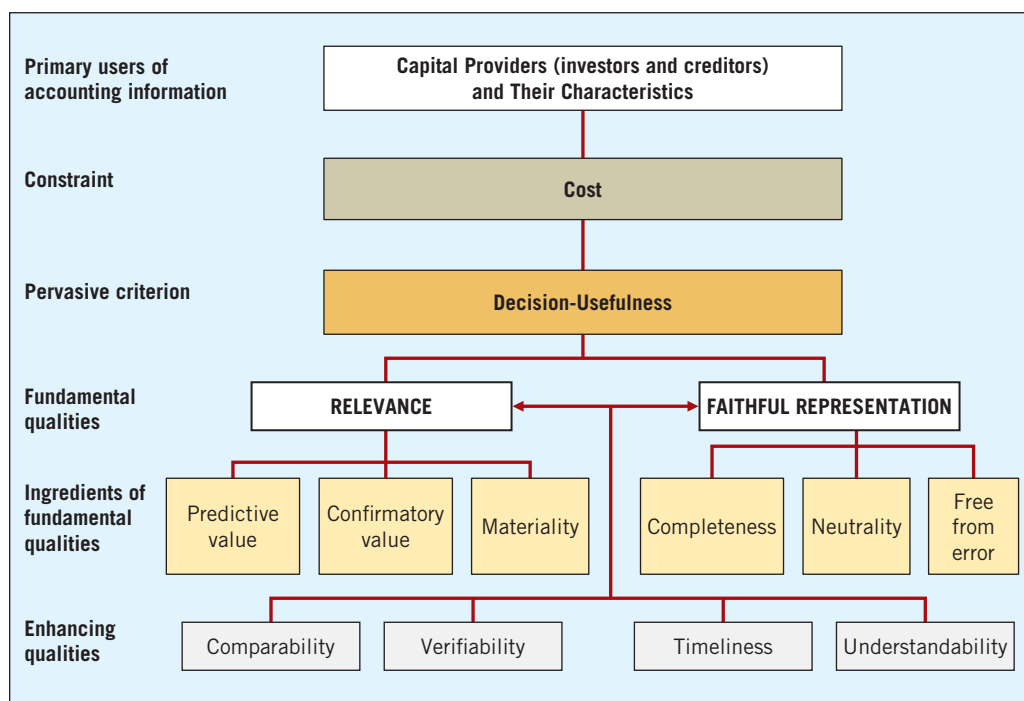 Primary users of
accounting information
Capital Providers (investors and creditors)
and Their Characteristics
Constraint
Cost
Pervasive criterion
Decision-Usefulness
Fundamental
qualities
RELEVANCE
FAITHFUL REPRESENTATION
Ingredients of
fundamental
qualities
Predictive
value
Confirmatory
value
Materiality
Completeness
Neutrality
Free
from
error
Enhancing
qualities
Comparability
Verifiability
Timeliness
Understandability